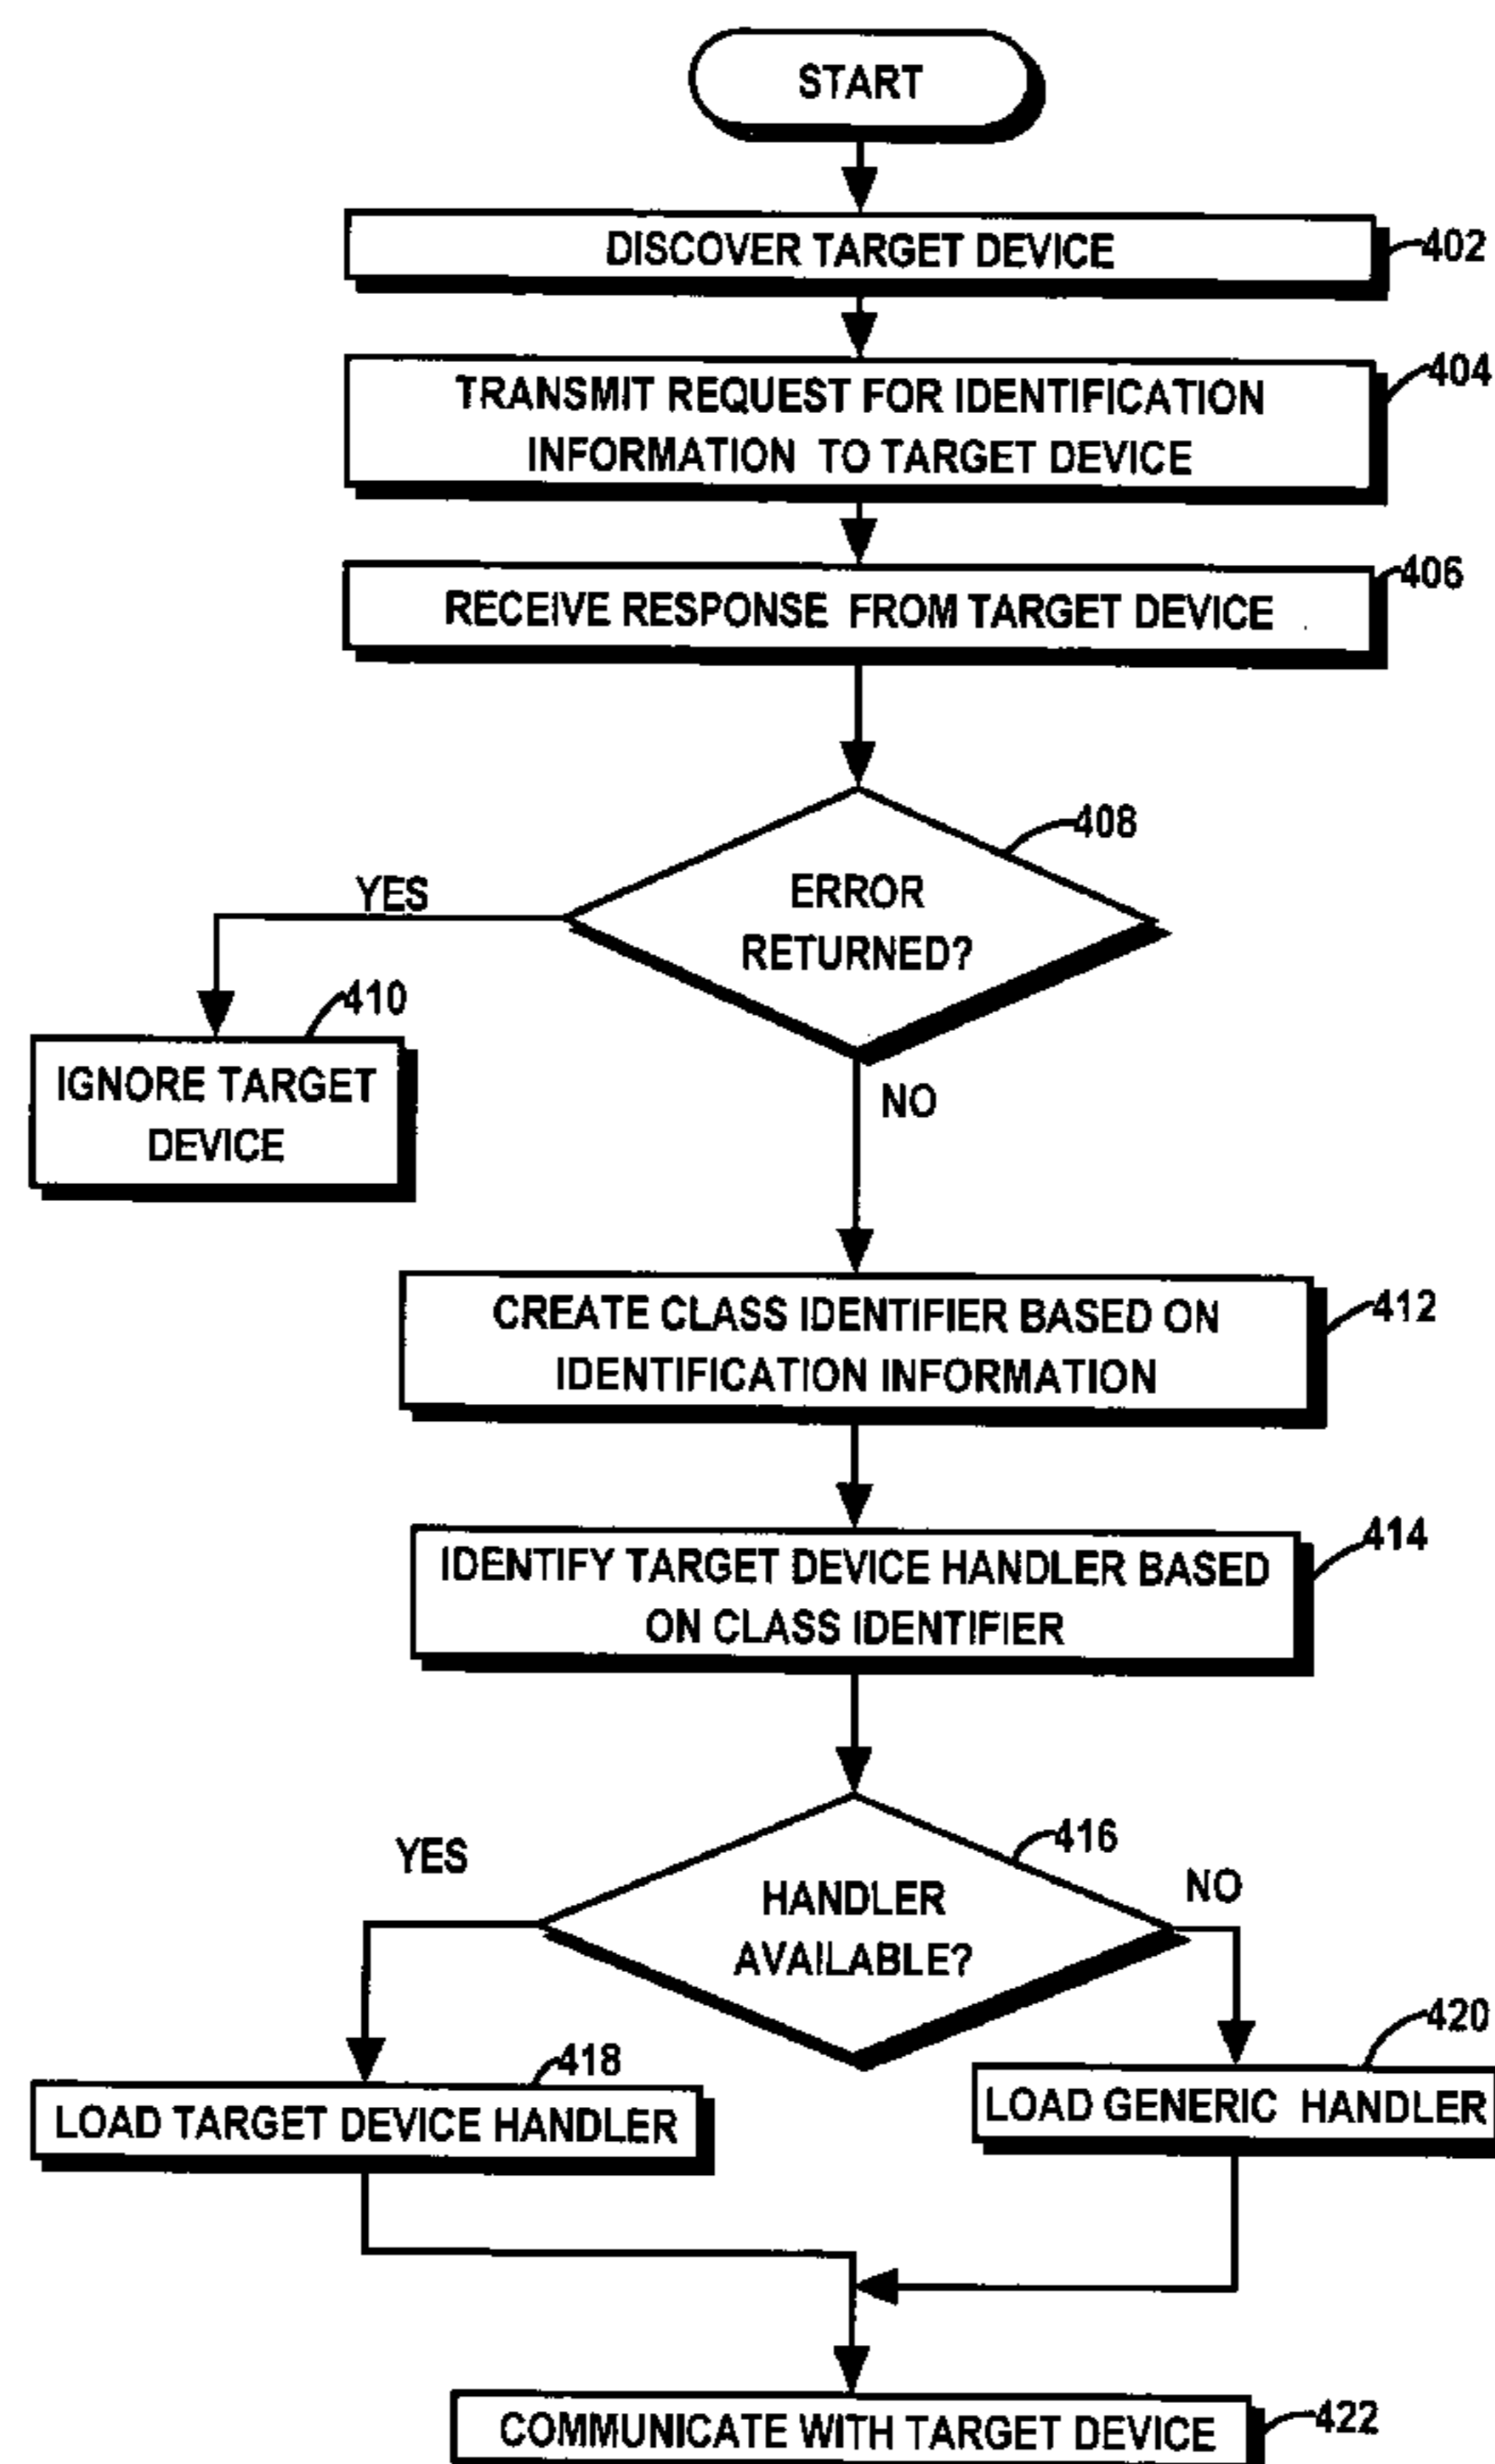 START
DISCOVER TARGET DEVICE
402
TRANSMIT REQUEST FOR IDENTIFICATION
INFORMATION TO TARGET DEVICE
404
RECEIVE RESPONSE FROM TARGET DEVICE
406
408
ERROR
RETURNED?
YES
410
IGNORE TARGET
DEVICE
NO
CREATE CLASS IDENTIFIER BASED ON
IDENTIFICATION INFORMATION
412
IDENTIFY TARGET DEVICE HANDLER BASED
ON CLASS IDENTIFIER
414
416
YES
HANDLER
AVAILABLE?
NO
418
LOAD TARGET DEVICE HANDLER
420
LOAD GENERIC HANDLER
COMMUNICATE WITH TARGET DEVICE
422